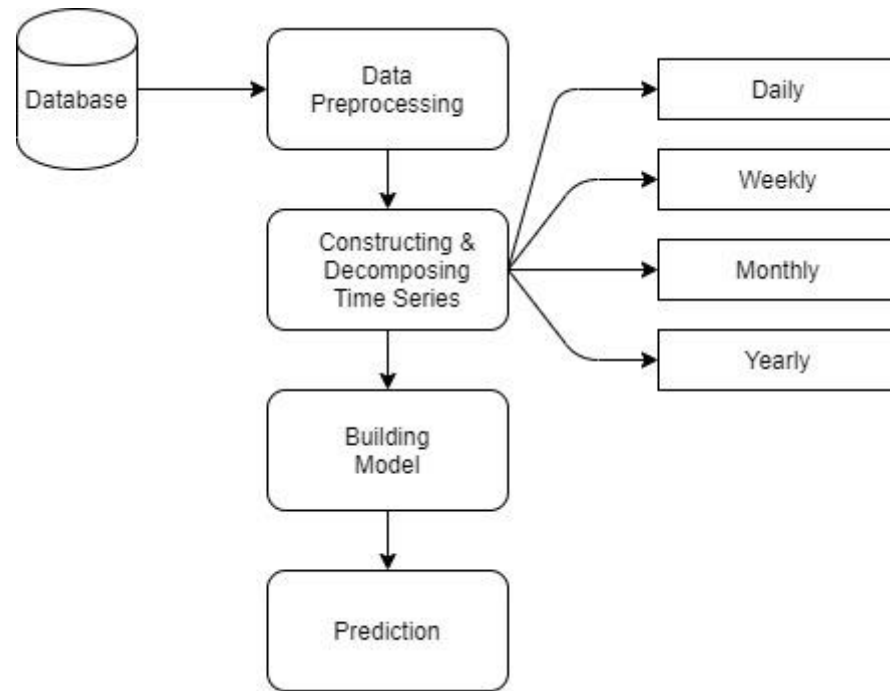 Database
Data
Preprocessing
Constructing &
Decomposing
Time Series
Daily
Weekly
Monthly
Yearly
Building
Model
Prediction